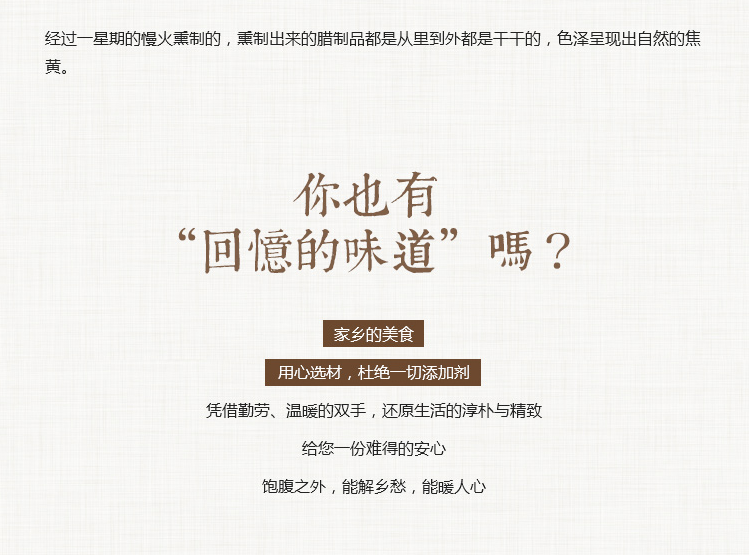 经过一星期的慢火熏制的，熏制出来的腊制品都是从里到外都是干干的，色泽呈现出自然的焦
黄。
你也有
“回憶的味道”嗎？
家乡的美食
用心选材，杜绝一切添加剂
凭借勤劳、温暖的双手，还原生活的淳朴与精致
给您一份难得的安心
饱腹之外，能解乡愁，能暖人心